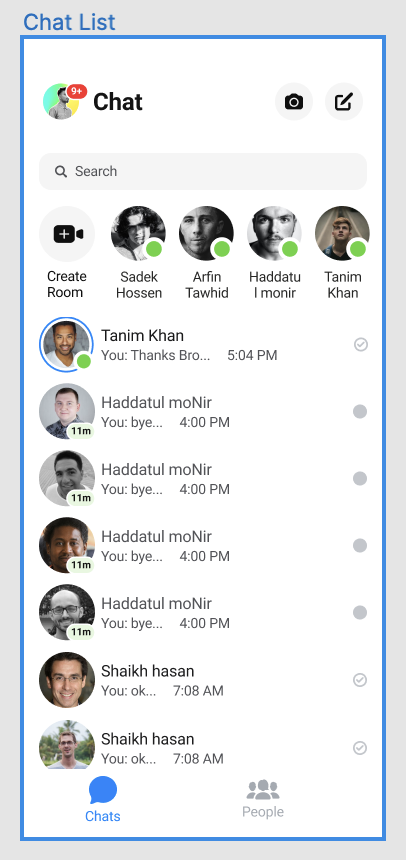 Chat List
9+
Chat
Search
Create
Room
Sadek
Hossen
Arfin
Tawhid
Haddatu
l monir
Tanim
Khan
Tanim Khan
You: Thanks Bro... 5:04 PM
Haddatul moNir
You: bye... 4:00 PM
11m
Haddatul moNir
You: bye... 4:00 PM
11m
Haddatul moNir
You: bye... 4:00 PM
11m
Haddatul moNir
You: bye... 4:00 PM
11m
Shaikh hasan
You: ok... 7:08 AM
Shaikh hasan
You: ok... 7:08 AM
Chats
People